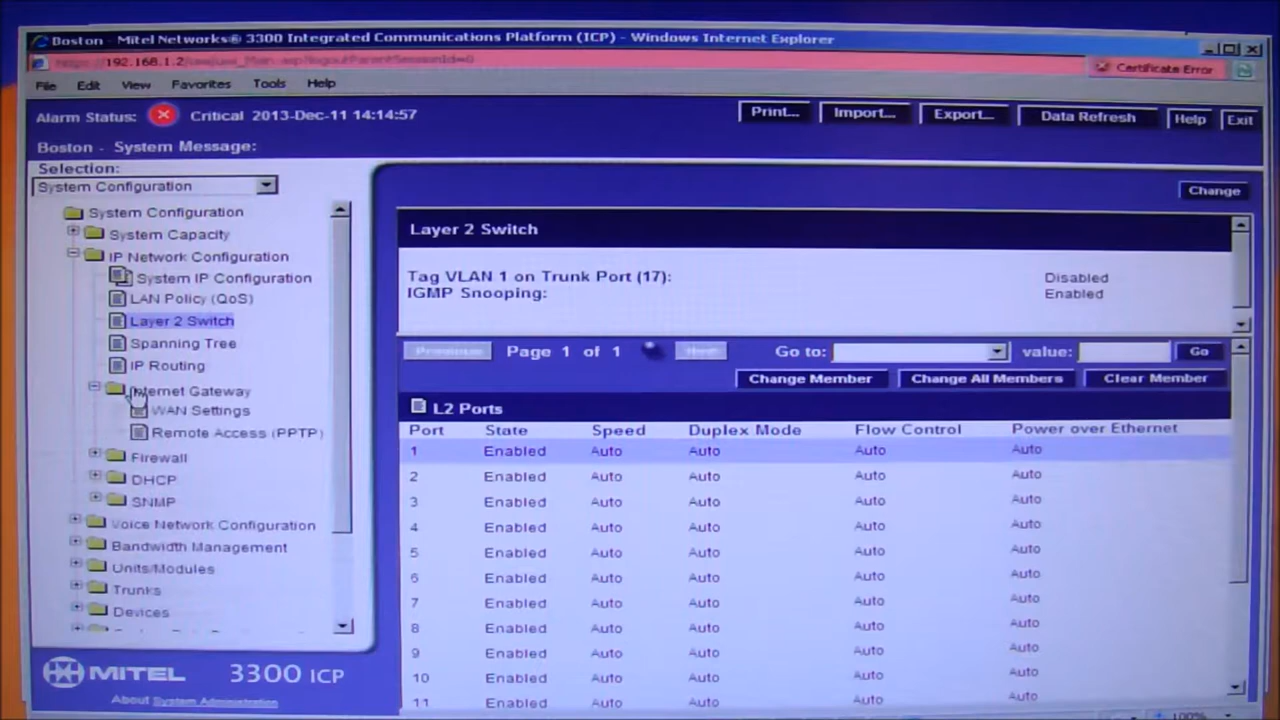 Boston - Mitel Networks® 3300 Integrated Communications Platform (ICP) - Windows Internet Explorer
192.168.1.2
Certificate Error
File Edit View Favorites Tools Help
Alarm Status: Critical 2013-Dec-11 14:14:57
Print... Import... Export... Data Refresh Help Exit
Boston - System Message:
Selection:
System Configuration
Change
System Configuration
System Capacity
IP Network Configuration
System IP Configuration
LAN Policy (QoS)
Layer 2 Switch
Spanning Tree
IP Routing
Internet Gateway
WAN Settings
Remote Access (PPTP)
Firewall
DHCP
SNMP
Voice Network Configuration
Bandwidth Management
Units/Modules
Trunks
Devices
Layer 2 Switch
Tag VLAN 1 on Trunk Port (17): Disabled
IGMP Snooping: Enabled
Previous Page 1 of 1 Next Go to: value: Go
Change Member Change All Members Clear Member
L2 Ports
Port State Speed Duplex Mode Flow Control Power over Ethernet
1 Enabled Auto Auto Auto Auto
2 Enabled Auto Auto Auto Auto
3 Enabled Auto Auto Auto Auto
4 Enabled Auto Auto Auto Auto
5 Enabled Auto Auto Auto Auto
6 Enabled Auto Auto Auto Auto
7 Enabled Auto Auto Auto Auto
8 Enabled Auto Auto Auto Auto
9 Enabled Auto Auto Auto Auto
10 Enabled Auto Auto Auto Auto
11 Enabled Auto Auto Auto Auto
MITEL 3300 ICP
About System Administration
100%